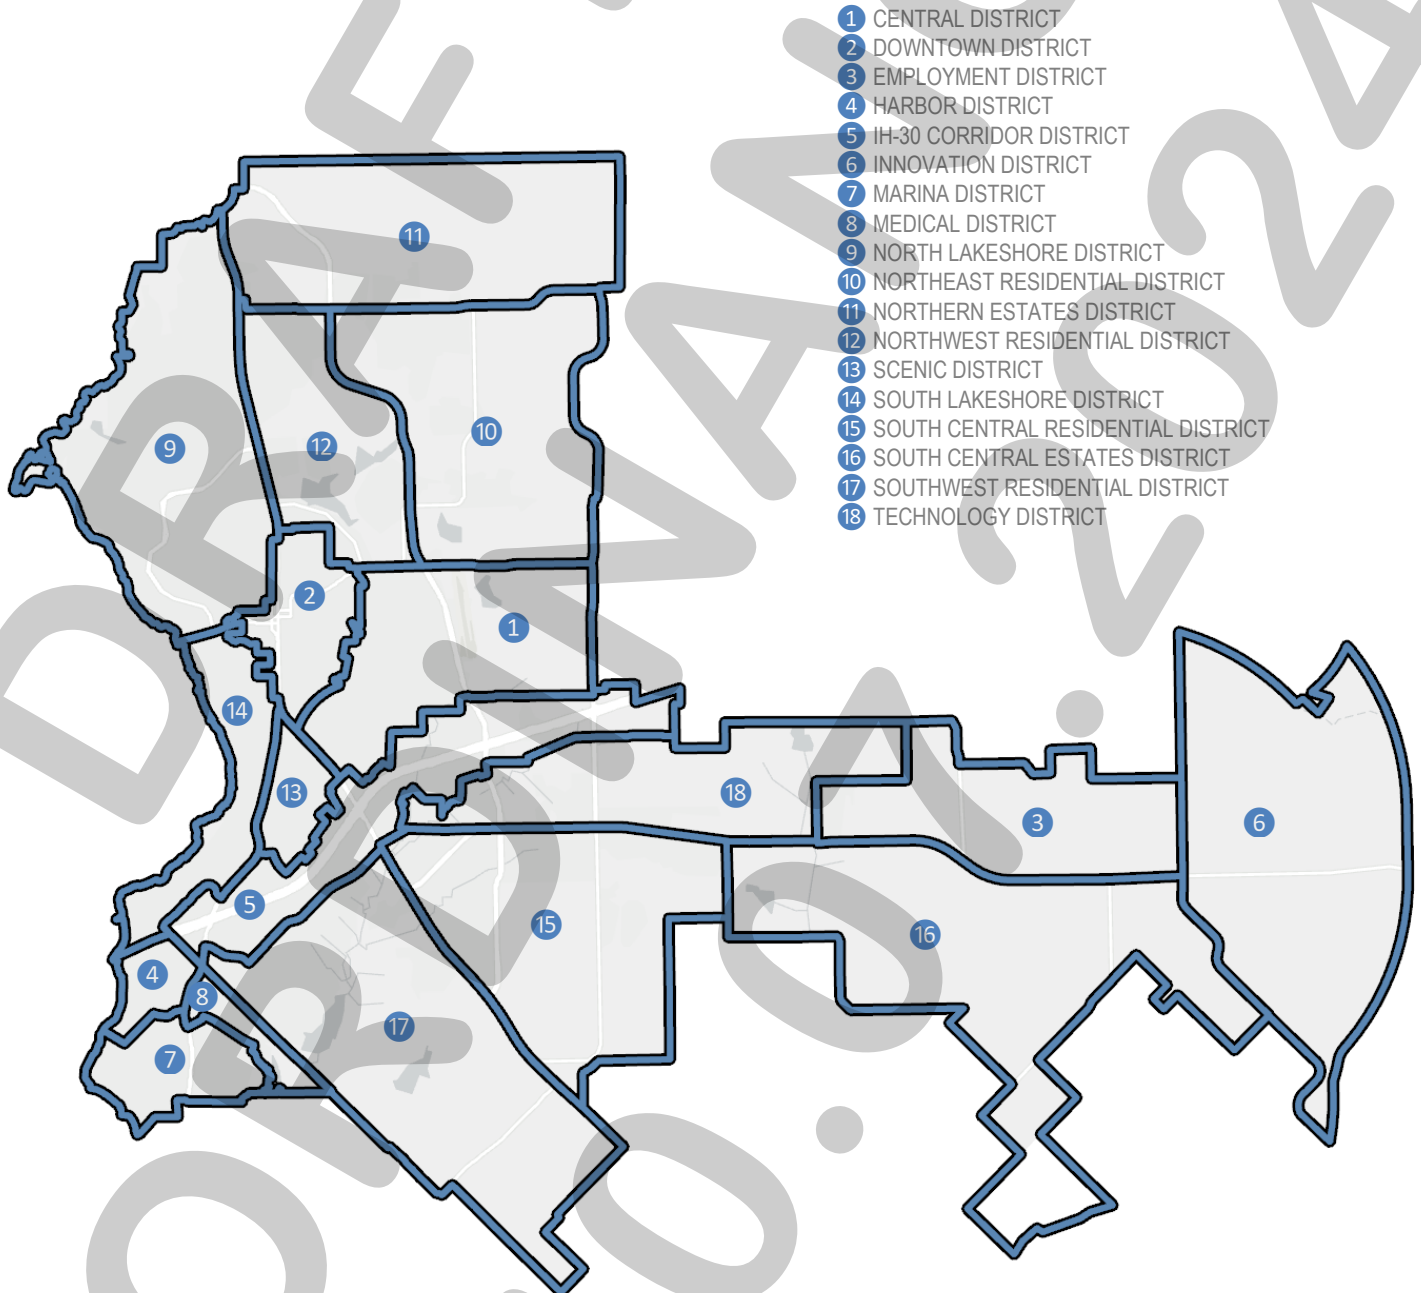 1 CENTRAL DISTRICT
2 DOWNTOWN DISTRICT
3 EMPLOYMENT DISTRICT
4 HARBOR DISTRICT
5 IH-30 CORRIDOR DISTRICT
6 INNOVATION DISTRICT
7 MARINA DISTRICT
8 MEDICAL DISTRICT
9 NORTH LAKESHORE DISTRICT
10 NORTHEAST RESIDENTIAL DISTRICT
11 NORTHERN ESTATES DISTRICT
12 NORTHWEST RESIDENTIAL DISTRICT
13 SCENIC DISTRICT
14 SOUTH LAKESHORE DISTRICT
15 SOUTH CENTRAL RESIDENTIAL DISTRICT
16 SOUTH CENTRAL ESTATES DISTRICT
17 SOUTHWEST RESIDENTIAL DISTRICT
18 TECHNOLOGY DISTRICT
11
10
12
9
2
1
14
13
18
3
6
5
15
16
4
8
17
7
DRAF
ORDINANC
.07.2024